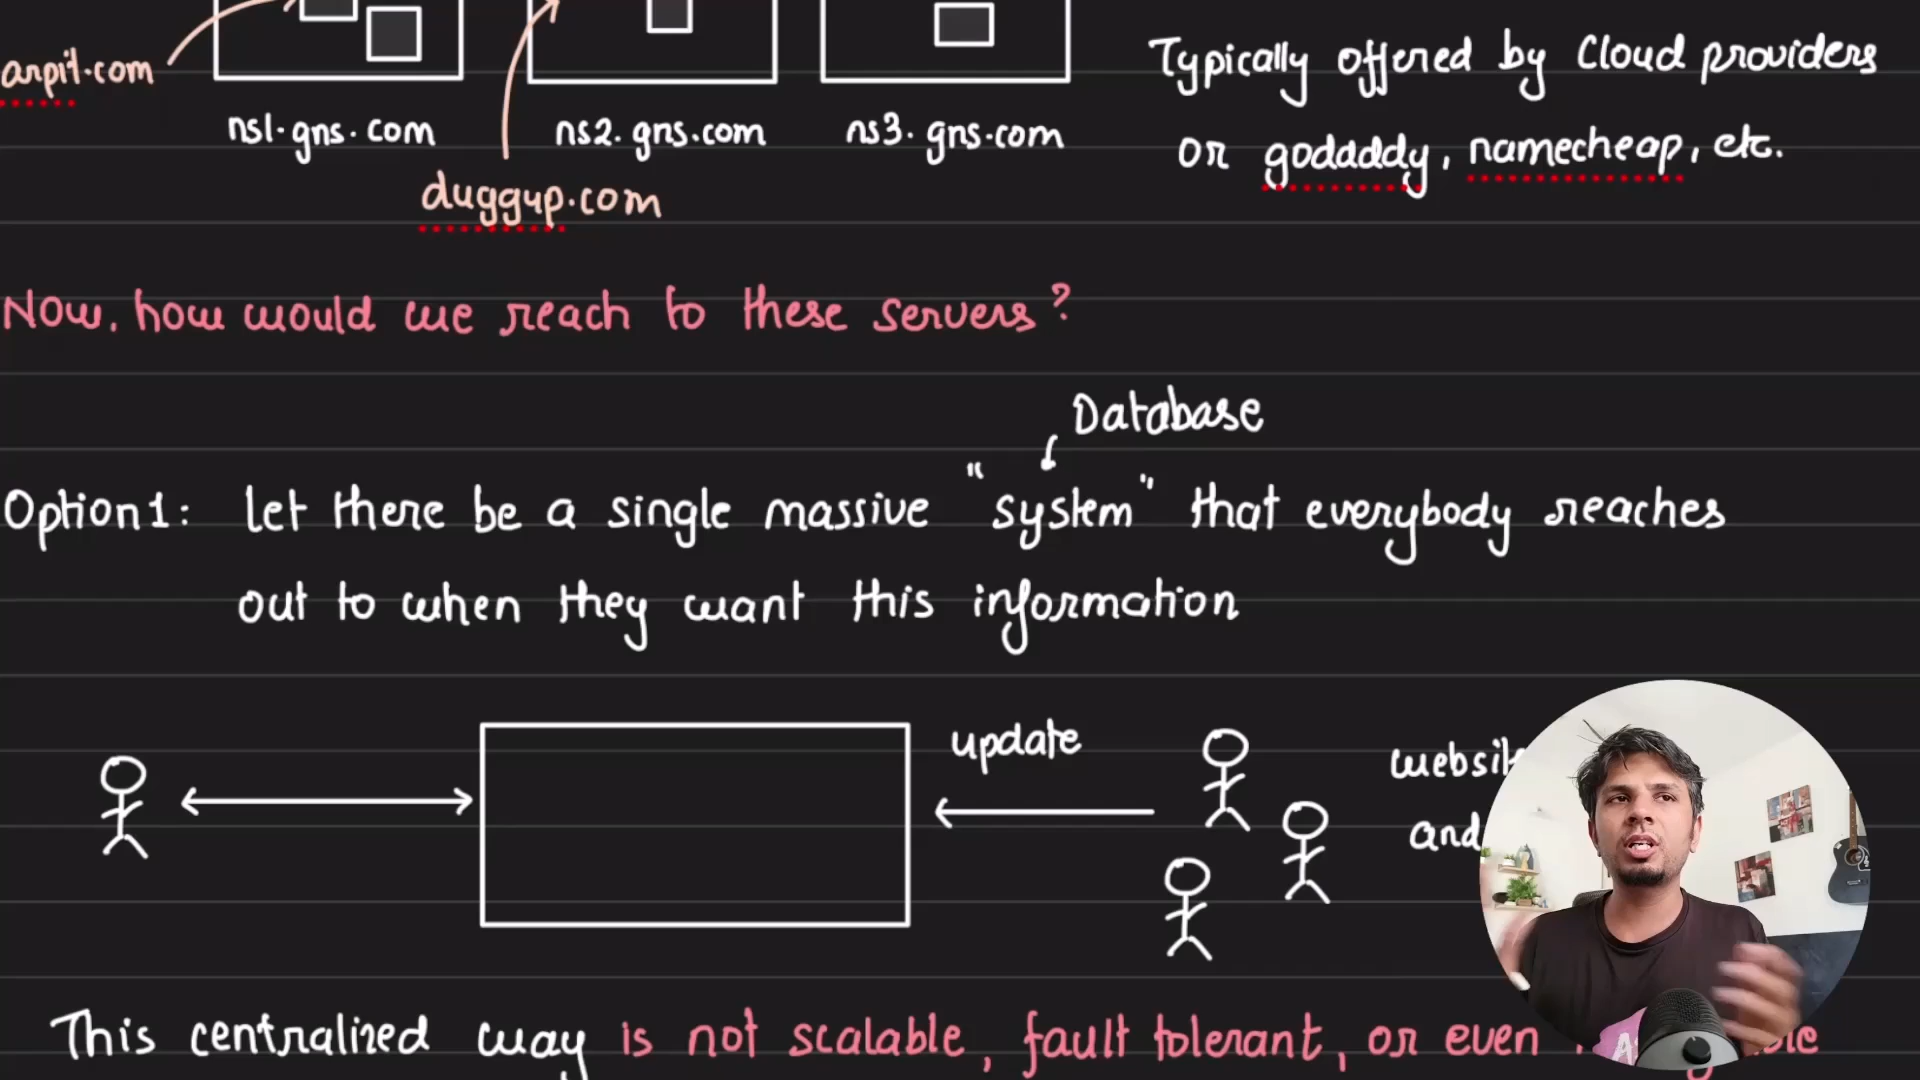 arpit.com
ns1.gns.com
ns2.gns.com
ns3.gns.com
duggup.com
Typically offered by Cloud providers
or godaddy, namecheap, etc.
Now, how would we reach to these servers?
Database
Option 1: Let there be a single massive "system" that everybody reaches
out to when they want this information
update
and
This centralized way is not scalable, fault tolerant, or even